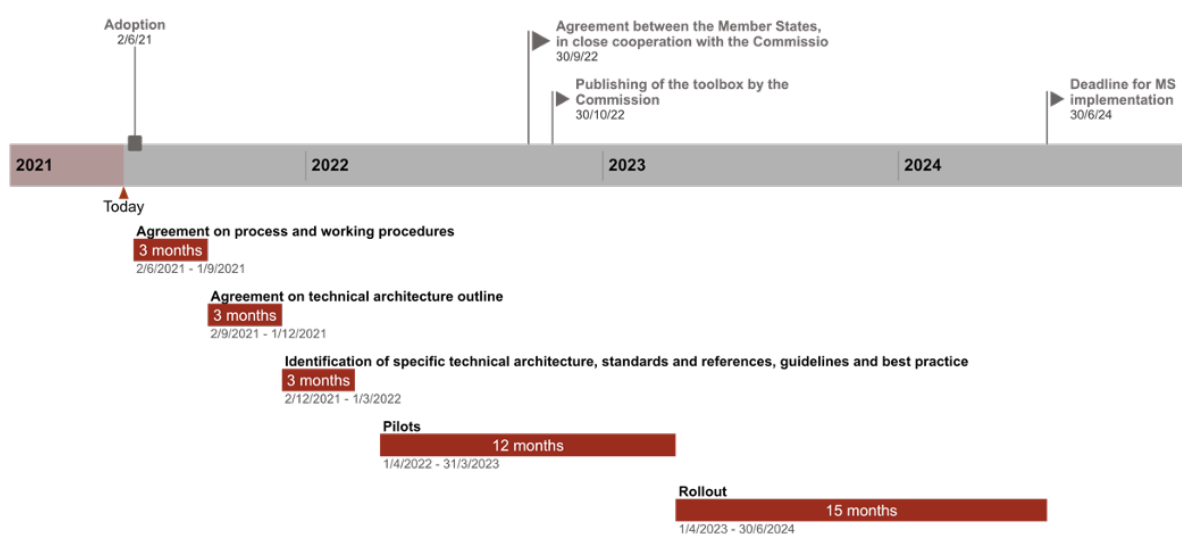 Adoption
2/6/21
Agreement between the Member States,
in close cooperation with the Commissio
30/9/22
Publishing of the toolbox by the
Commission
30/10/22
Deadline for MS
implementation
30/6/24
2021
2022
2023
2024
Today
Agreement on process and working procedures
3 months
2/6/2021 - 1/9/2021
Agreement on technical architecture outline
3 months
2/9/2021 - 1/12/2021
Identification of specific technical architecture, standards and references, guidelines and best practice
3 months
2/12/2021 - 1/3/2022
Pilots
12 months
1/4/2022 - 31/3/2023
Rollout
15 months
1/4/2023 - 30/6/2024